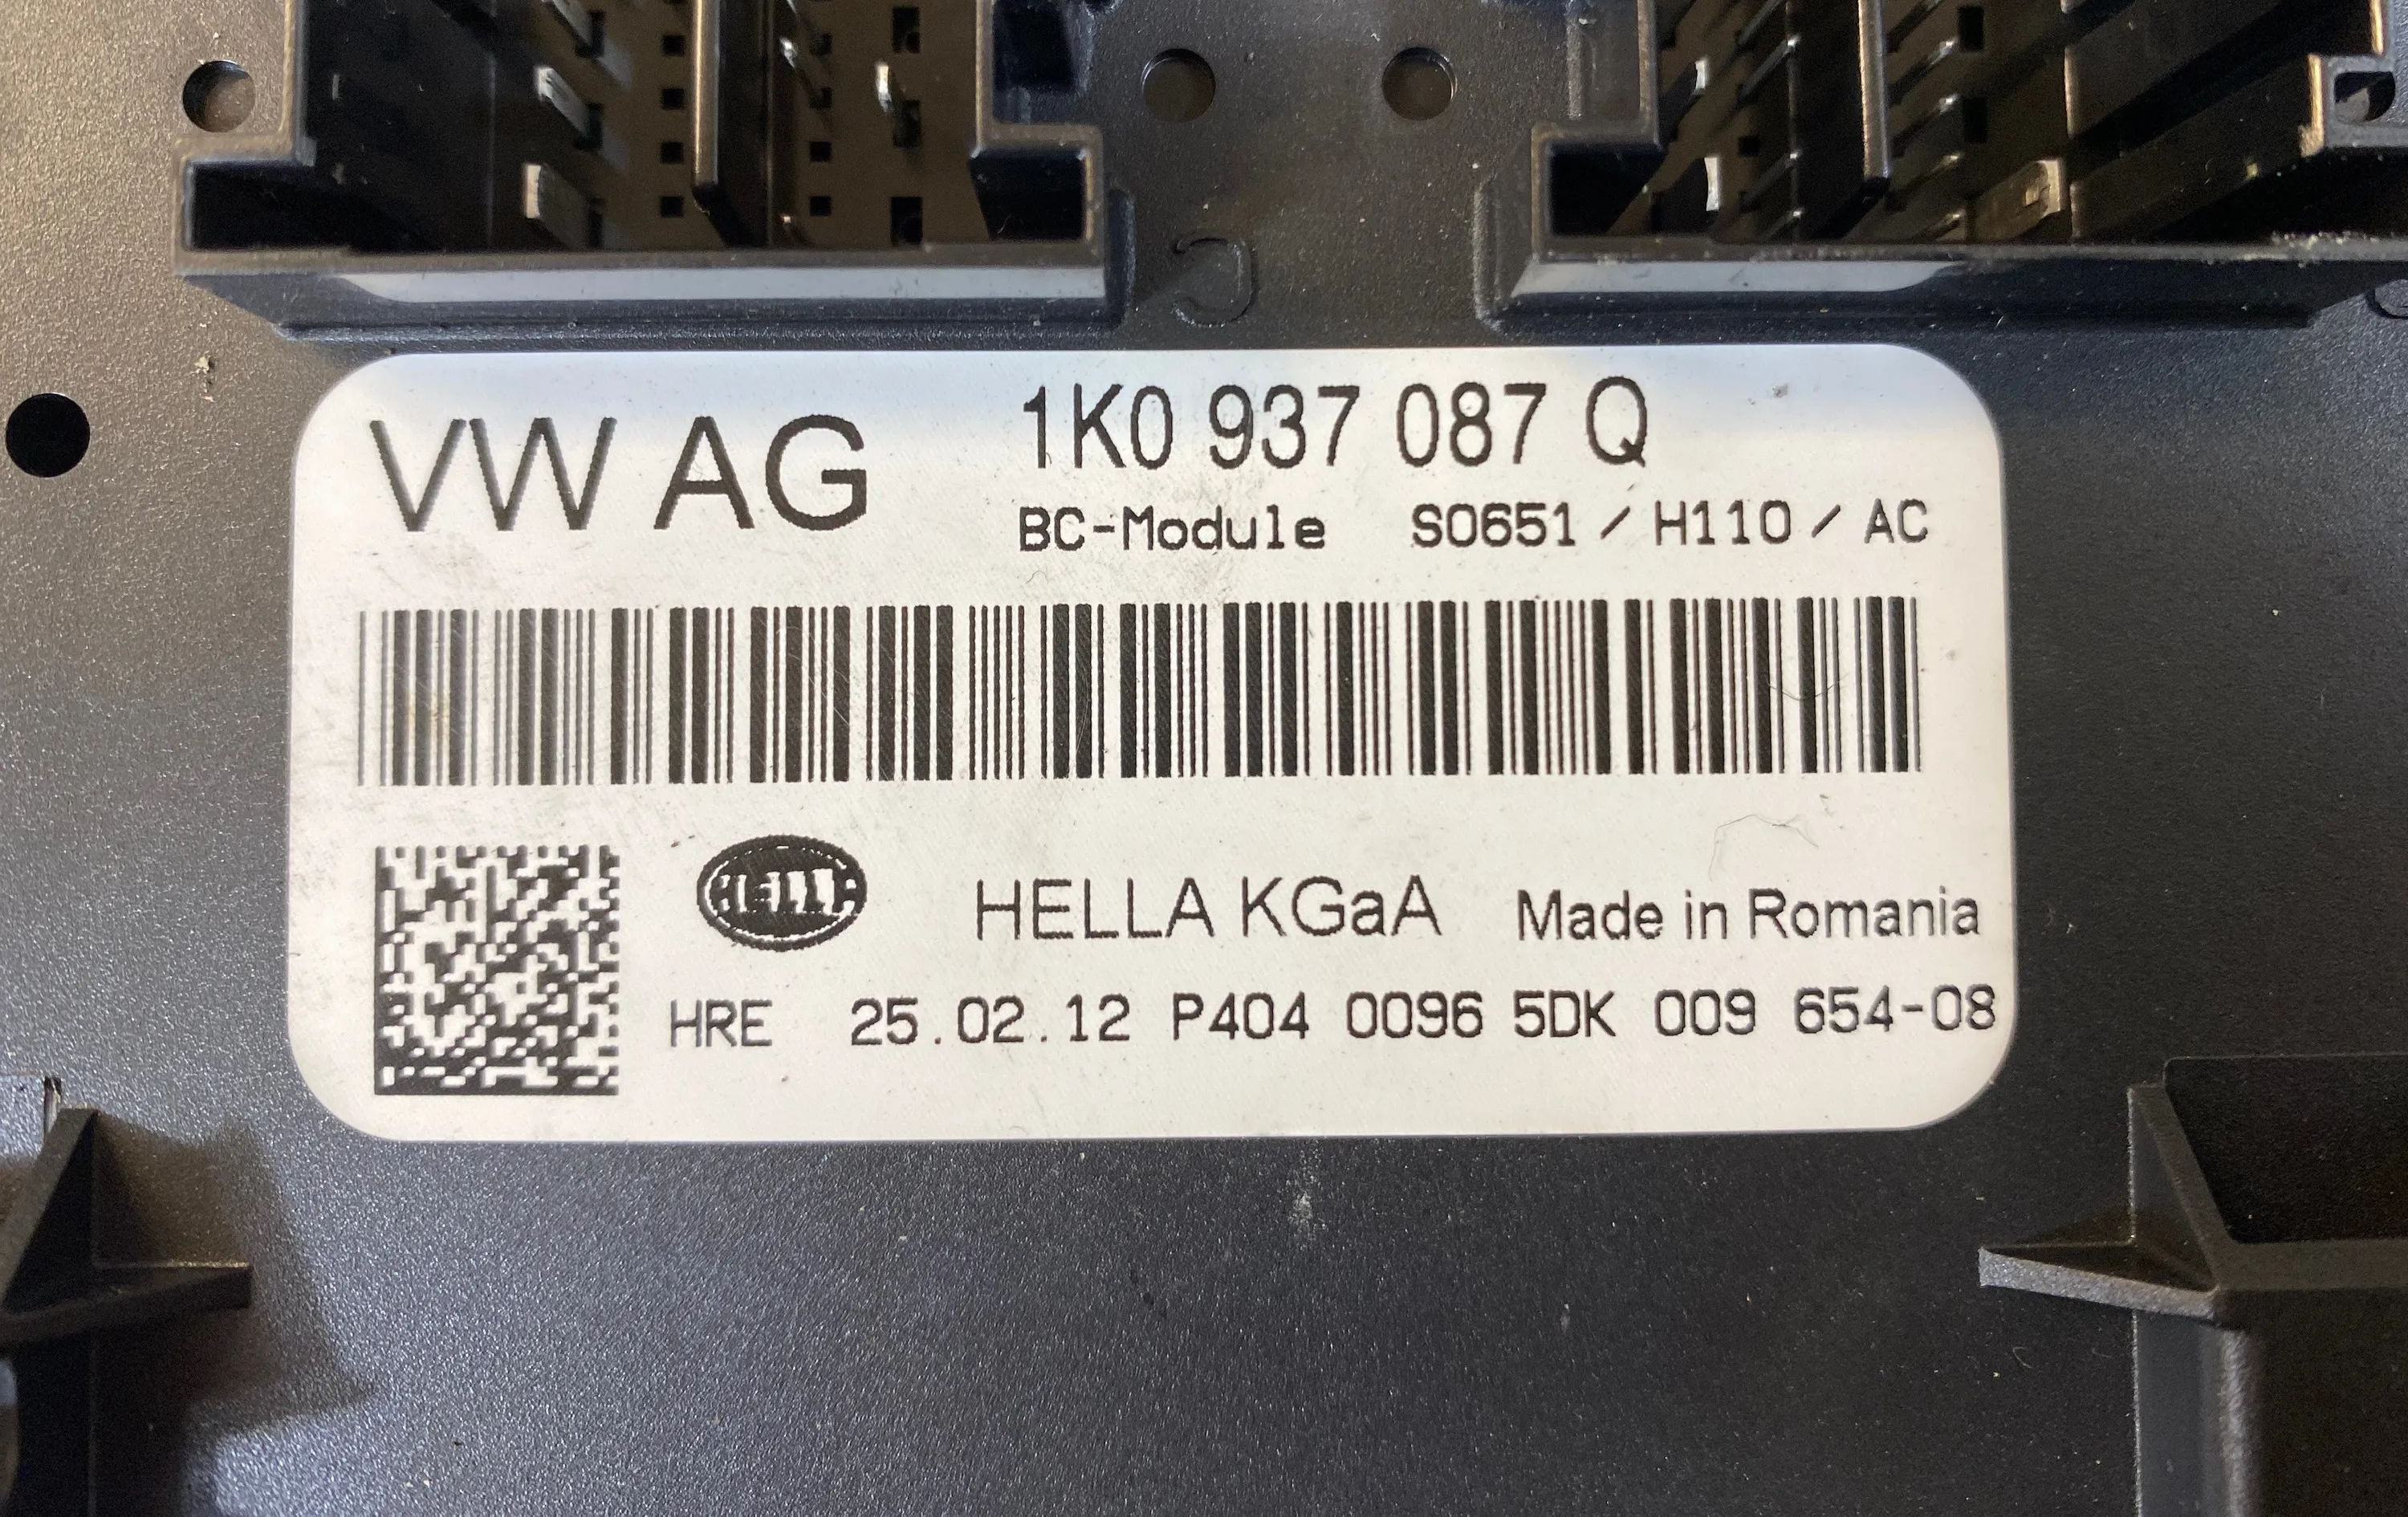 VW AG 1K0 937 087 Q
BC-Module S0651 / H110 / AC
HELLA HELLA KGaA Made in Romania
HRE 25.02.12 P404 0096 5DK 009 654-08
C